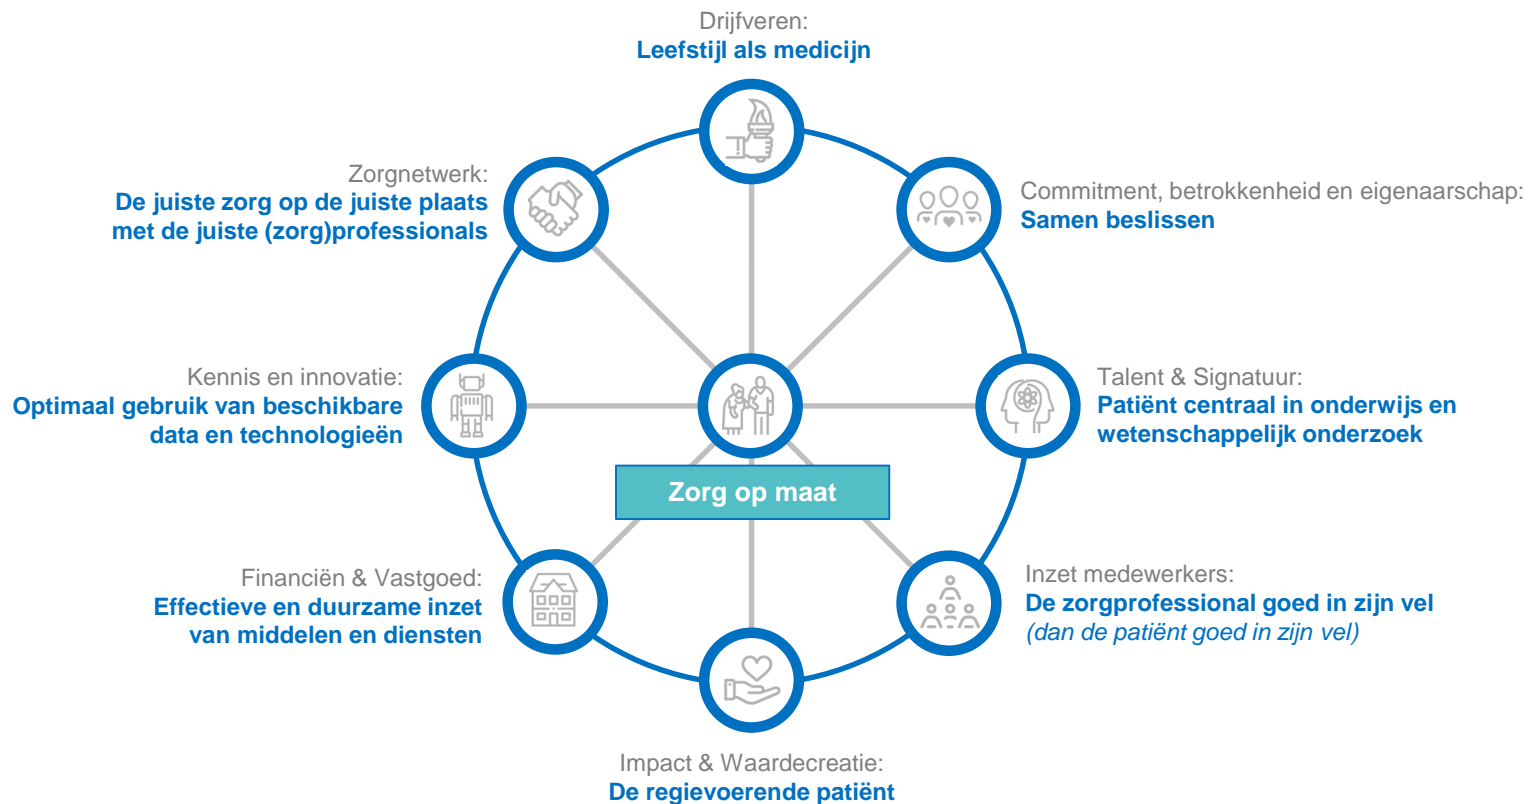 Drijfveren:
Leefstijl als medicijn
Zorgnetwerk:
De juiste zorg op de juiste plaats
met de juiste (zorg)professionals
Commitment, betrokkenheid en eigenaarschap:
Samen beslissen
Kennis en innovatie:
Optimaal gebruik van beschikbare
data en technologieën
Talent & Signatuur:
Patiënt centraal in onderwijs en
wetenschappelijk onderzoek
Zorg op maat
Financiën & Vastgoed:
Effectieve en duurzame inzet
van middelen en diensten
Inzet medewerkers:
De zorgprofessional goed in zijn vel
(dan de patiënt goed in zijn vel)
Impact & Waardecreatie:
De regievoerende patiënt